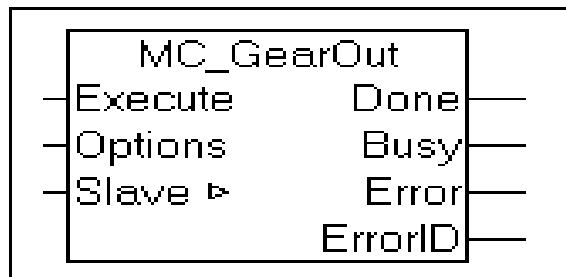 MC_GearOut
Execute Done
Options Busy
Slave ▷ Error
ErrorID